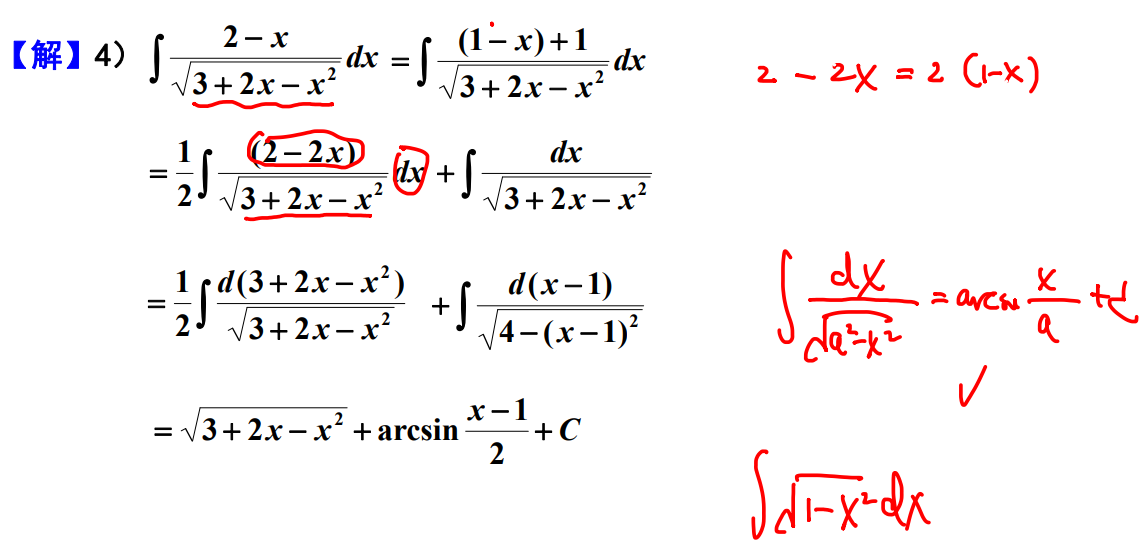 【解】4) ∫ (2 − x)/√(3 + 2x − x²) dx = ∫ ((1 − x) + 1)/√(3 + 2x − x²) dx
2 − 2x = 2 (1-x)
= 1/2 ∫ (2 − 2x)/√(3 + 2x − x²) dx + ∫ dx/√(3 + 2x − x²)
= 1/2 ∫ d(3 + 2x − x²)/√(3 + 2x − x²) + ∫ d(x − 1)/√(4 − (x − 1)²)
∫ dx/√(a²-x²) = arcsin x/a + C
= √(3 + 2x − x²) + arcsin (x − 1)/2 + C
∫ √(1-x²) dx